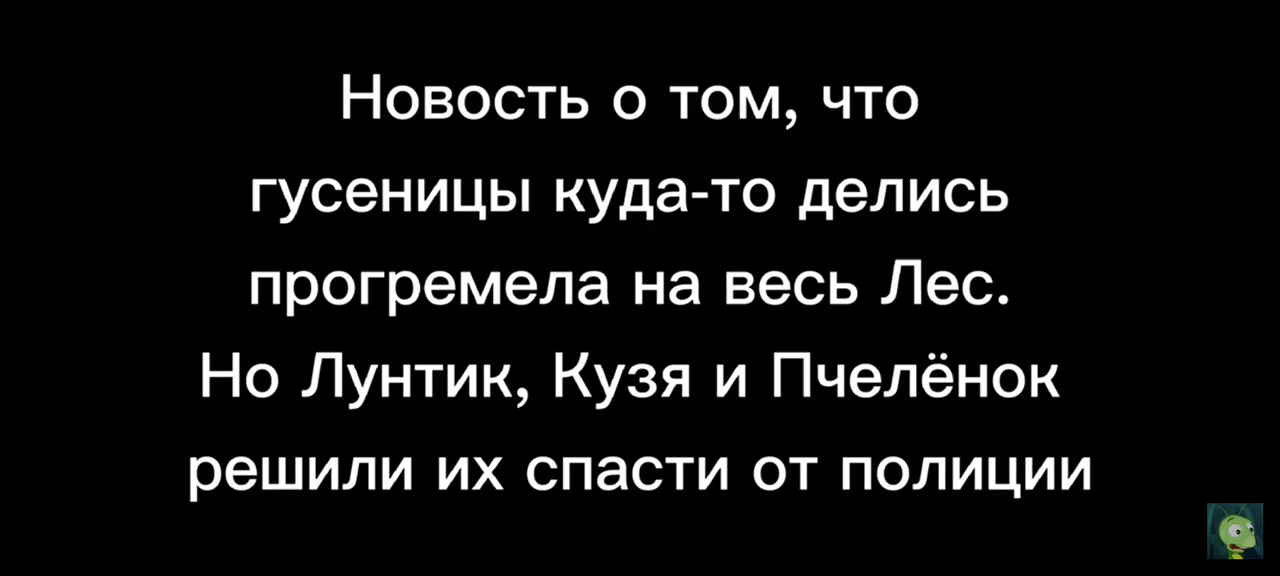 Новость о том, что
гусеницы куда-то делись
прогремела на весь Лес.
Но Лунтик, Кузя и Пчелёнок
решили их спасти от полиции